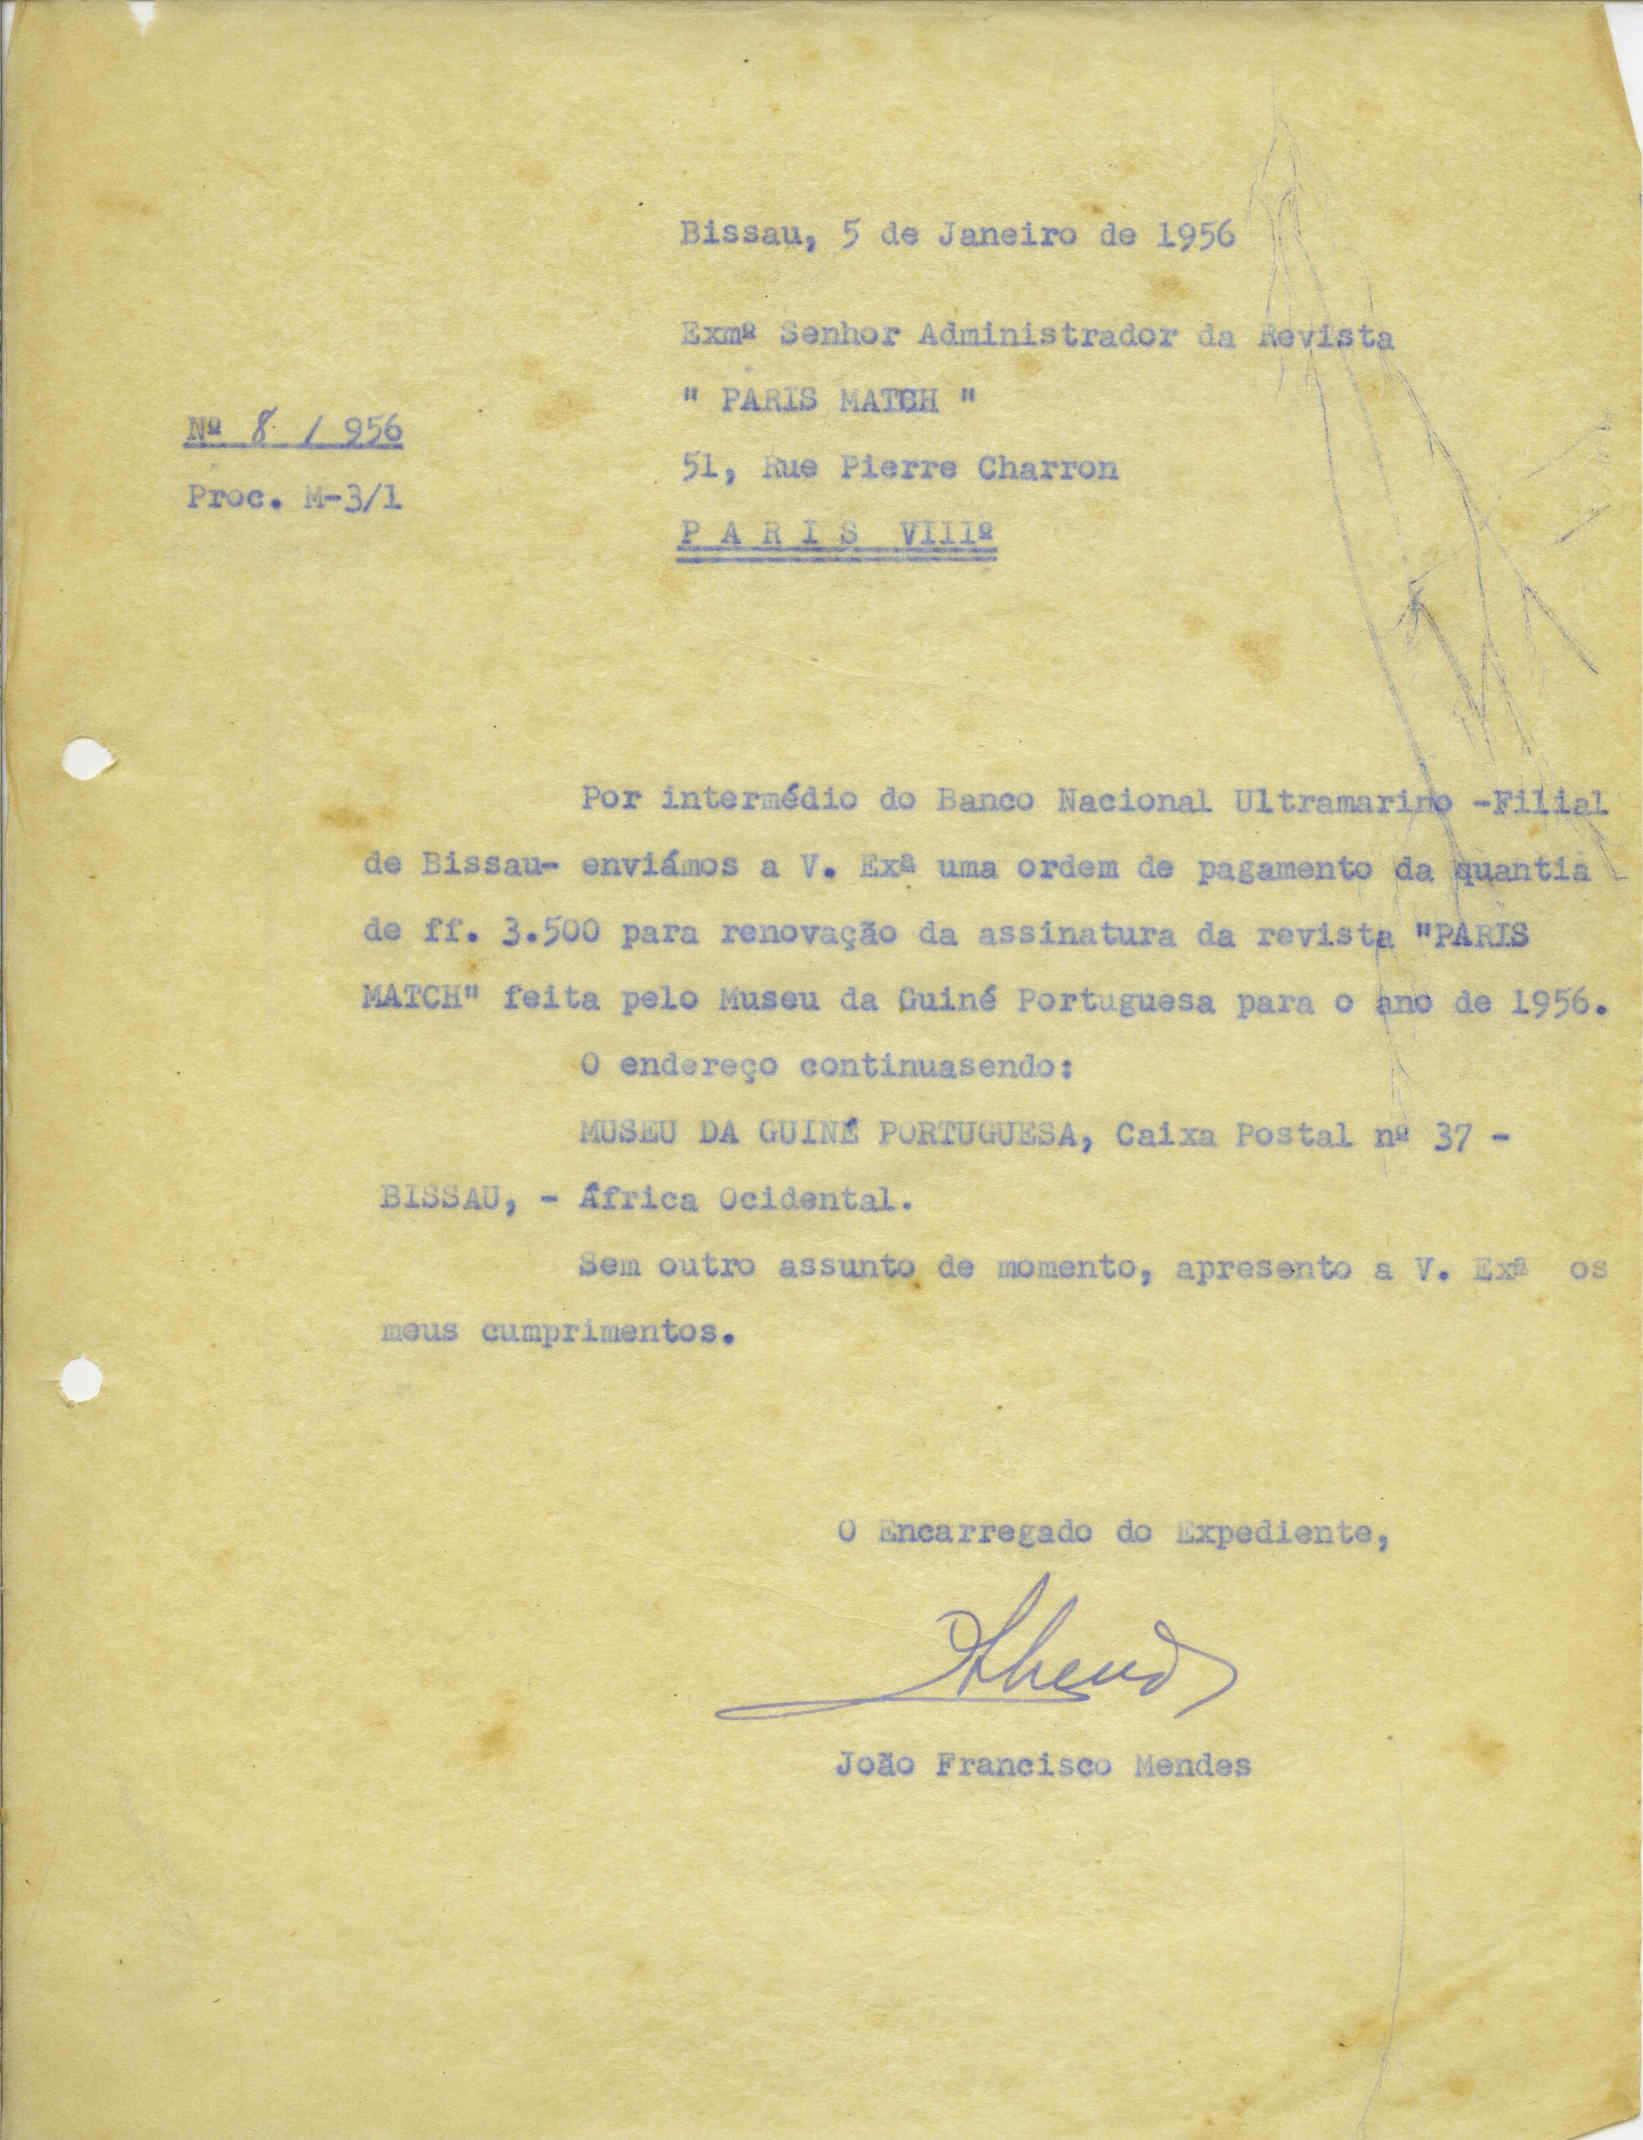 Bissau, 5 de Janeiro de 1956
Exmº Senhor Administrador da Revista
" PARIS MATCH "
Nº 8 / 956
51, Rue Pierre Charron
Proc. M-3/1
P A R I S VIIIº
Por intermédio do Banco Nacional Ultramarino -Filial
de Bissau- enviámos a V. Exª uma ordem de pagamento da quantia
de ff. 3.500 para renovação da assinatura da revista "PARIS
MATCH" feita pelo Museu da Guiné Portuguesa para o ano de 1956.
O endereço continuasendo:
MUSEU DA GUINÉ PORTUGUESA, Caixa Postal nº 37 -
BISSAU, - África Ocidental.
Sem outro assunto de momento, apresento a V. Exª os
meus cumprimentos.
O Encarregado do Expediente,
João Francisco Mendes